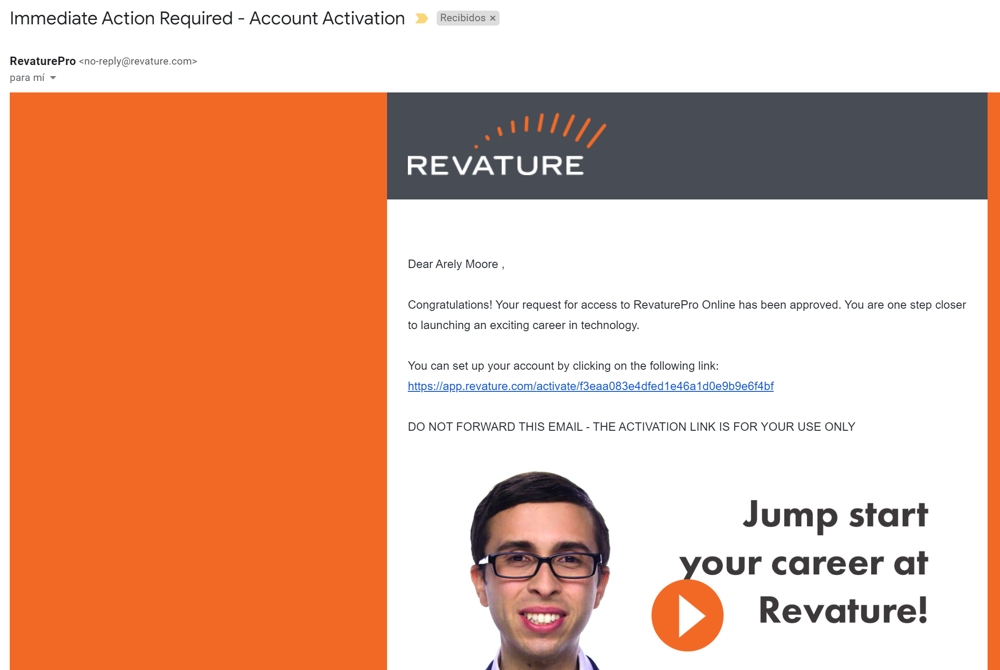 Immediate Action Required - Account Activation Recibidos ×
RevaturePro <no-reply@revature.com>
para mí
REVATURE
Dear Arely Moore ,
Congratulations! Your request for access to RevaturePro Online has been approved. You are one step closer
to launching an exciting career in technology.
You can set up your account by clicking on the following link:
https://app.revature.com/activate/f3eaa083e4dfed1e46a1d0e9b9e6f4bf
DO NOT FORWARD THIS EMAIL - THE ACTIVATION LINK IS FOR YOUR USE ONLY
Jump start
your career at
Revature!